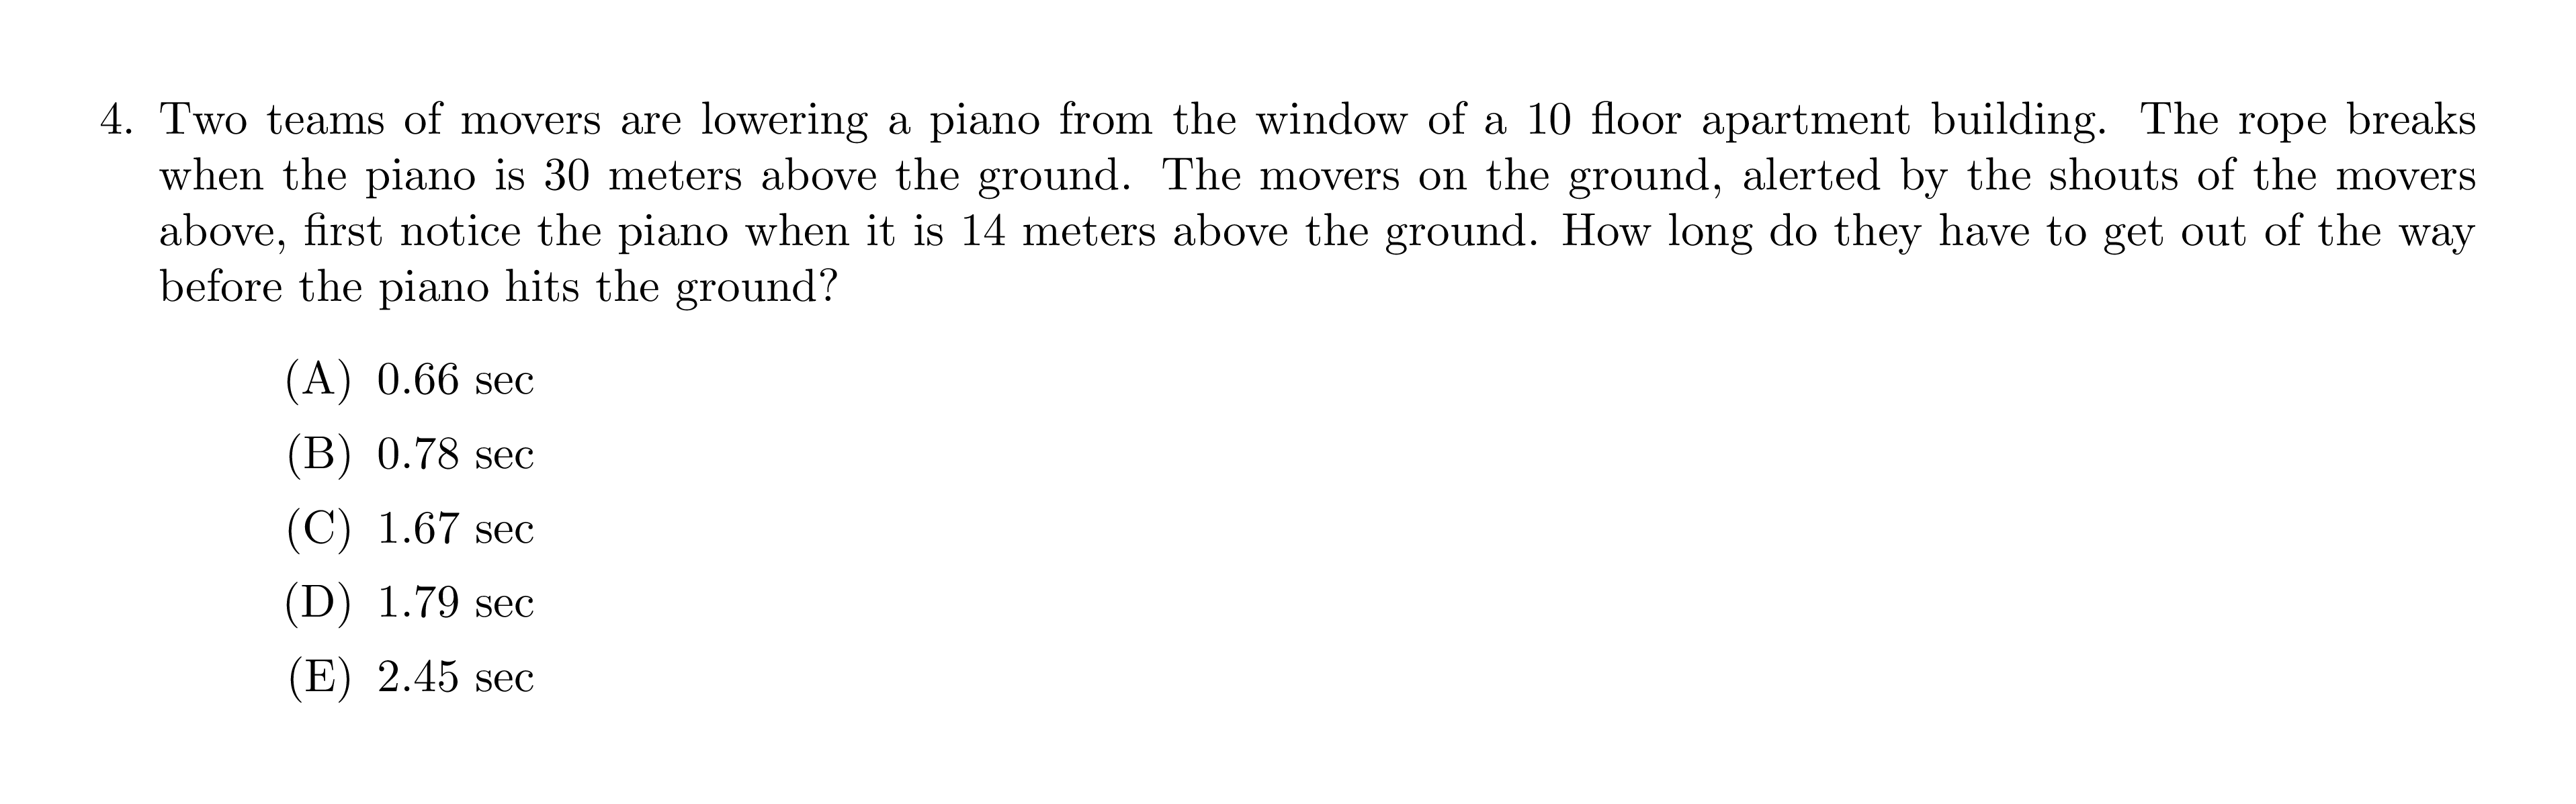 4. Two teams of movers are lowering a piano from the window of a 10 floor apartment building. The rope breaks
when the piano is 30 meters above the ground. The movers on the ground, alerted by the shouts of the movers
above, first notice the piano when it is 14 meters above the ground. How long do they have to get out of the way
before the piano hits the ground?
(A) 0.66 sec
(B) 0.78 sec
(C) 1.67 sec
(D) 1.79 sec
(E) 2.45 sec